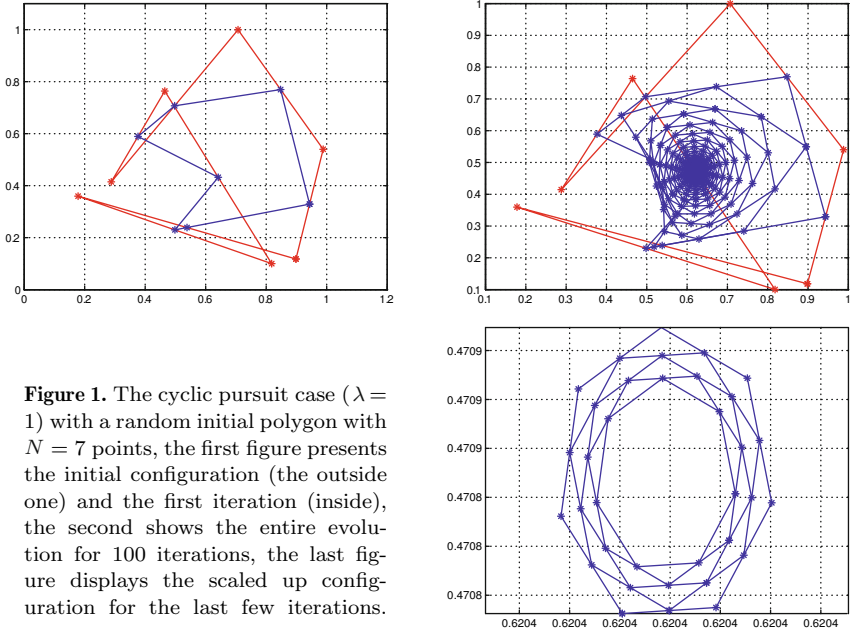 1
0.8
0.6
0.4
0.2
0
0 0.2 0.4 0.6 0.8 1 1.2
1
0.9
0.8
0.7
0.6
0.5
0.4
0.3
0.2
0.1
0.1 0.2 0.3 0.4 0.5 0.6 0.7 0.8 0.9 1
Figure 1. The cyclic pursuit case (λ =
1) with a random initial polygon with
N = 7 points, the first figure presents
the initial configuration (the outside
one) and the first iteration (inside),
the second shows the entire evolu-
tion for 100 iterations, the last fig-
ure displays the scaled up config-
uration for the last few iterations.
0.4709
0.4709
0.4708
0.4708
0.6204 0.6204 0.6204 0.6204 0.6204 0.6204